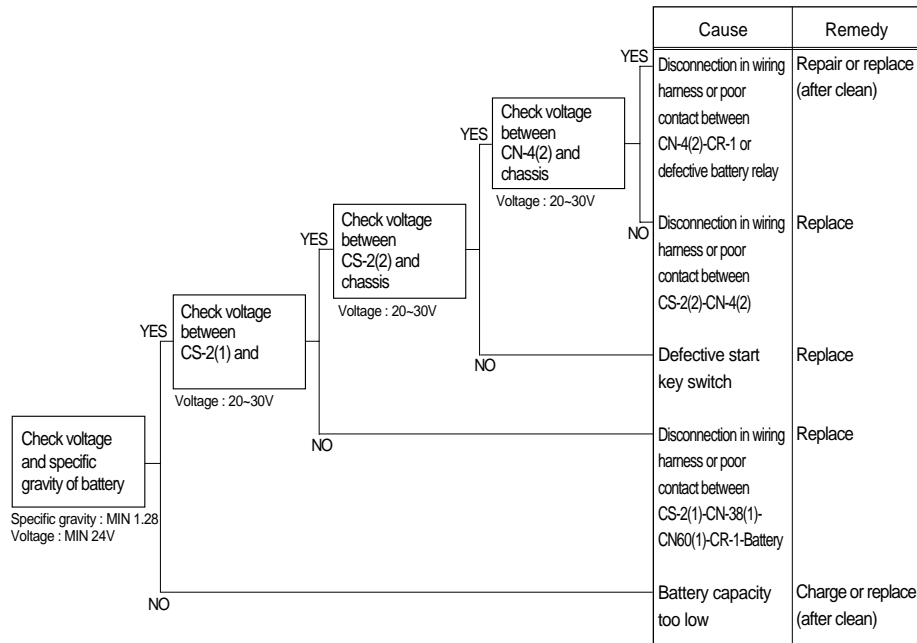 Cause
Remedy
YES
Disconnection in wiring
harness or poor
contact between
CN-4(2)-CR-1 or
defective battery relay
Repair or replace
(after clean)
YES
Check voltage
between
CN-4(2) and
chassis
Voltage : 20~30V
NO
Disconnection in wiring
harness or poor
contact between
CS-2(2)-CN-4(2)
Replace
YES
Check voltage
between
CS-2(2) and
chassis
Voltage : 20~30V
NO
Defective start
key switch
Replace
YES
Check voltage
between
CS-2(1) and
Voltage : 20~30V
NO
Disconnection in wiring
harness or poor
contact between
CS-2(1)-CN-38(1)-
CN60(1)-CR-1-Battery
Replace
Check voltage
and specific
gravity of battery
Specific gravity : MIN 1.28
Voltage : MIN 24V
NO
Battery capacity
too low
Charge or replace
(after clean)